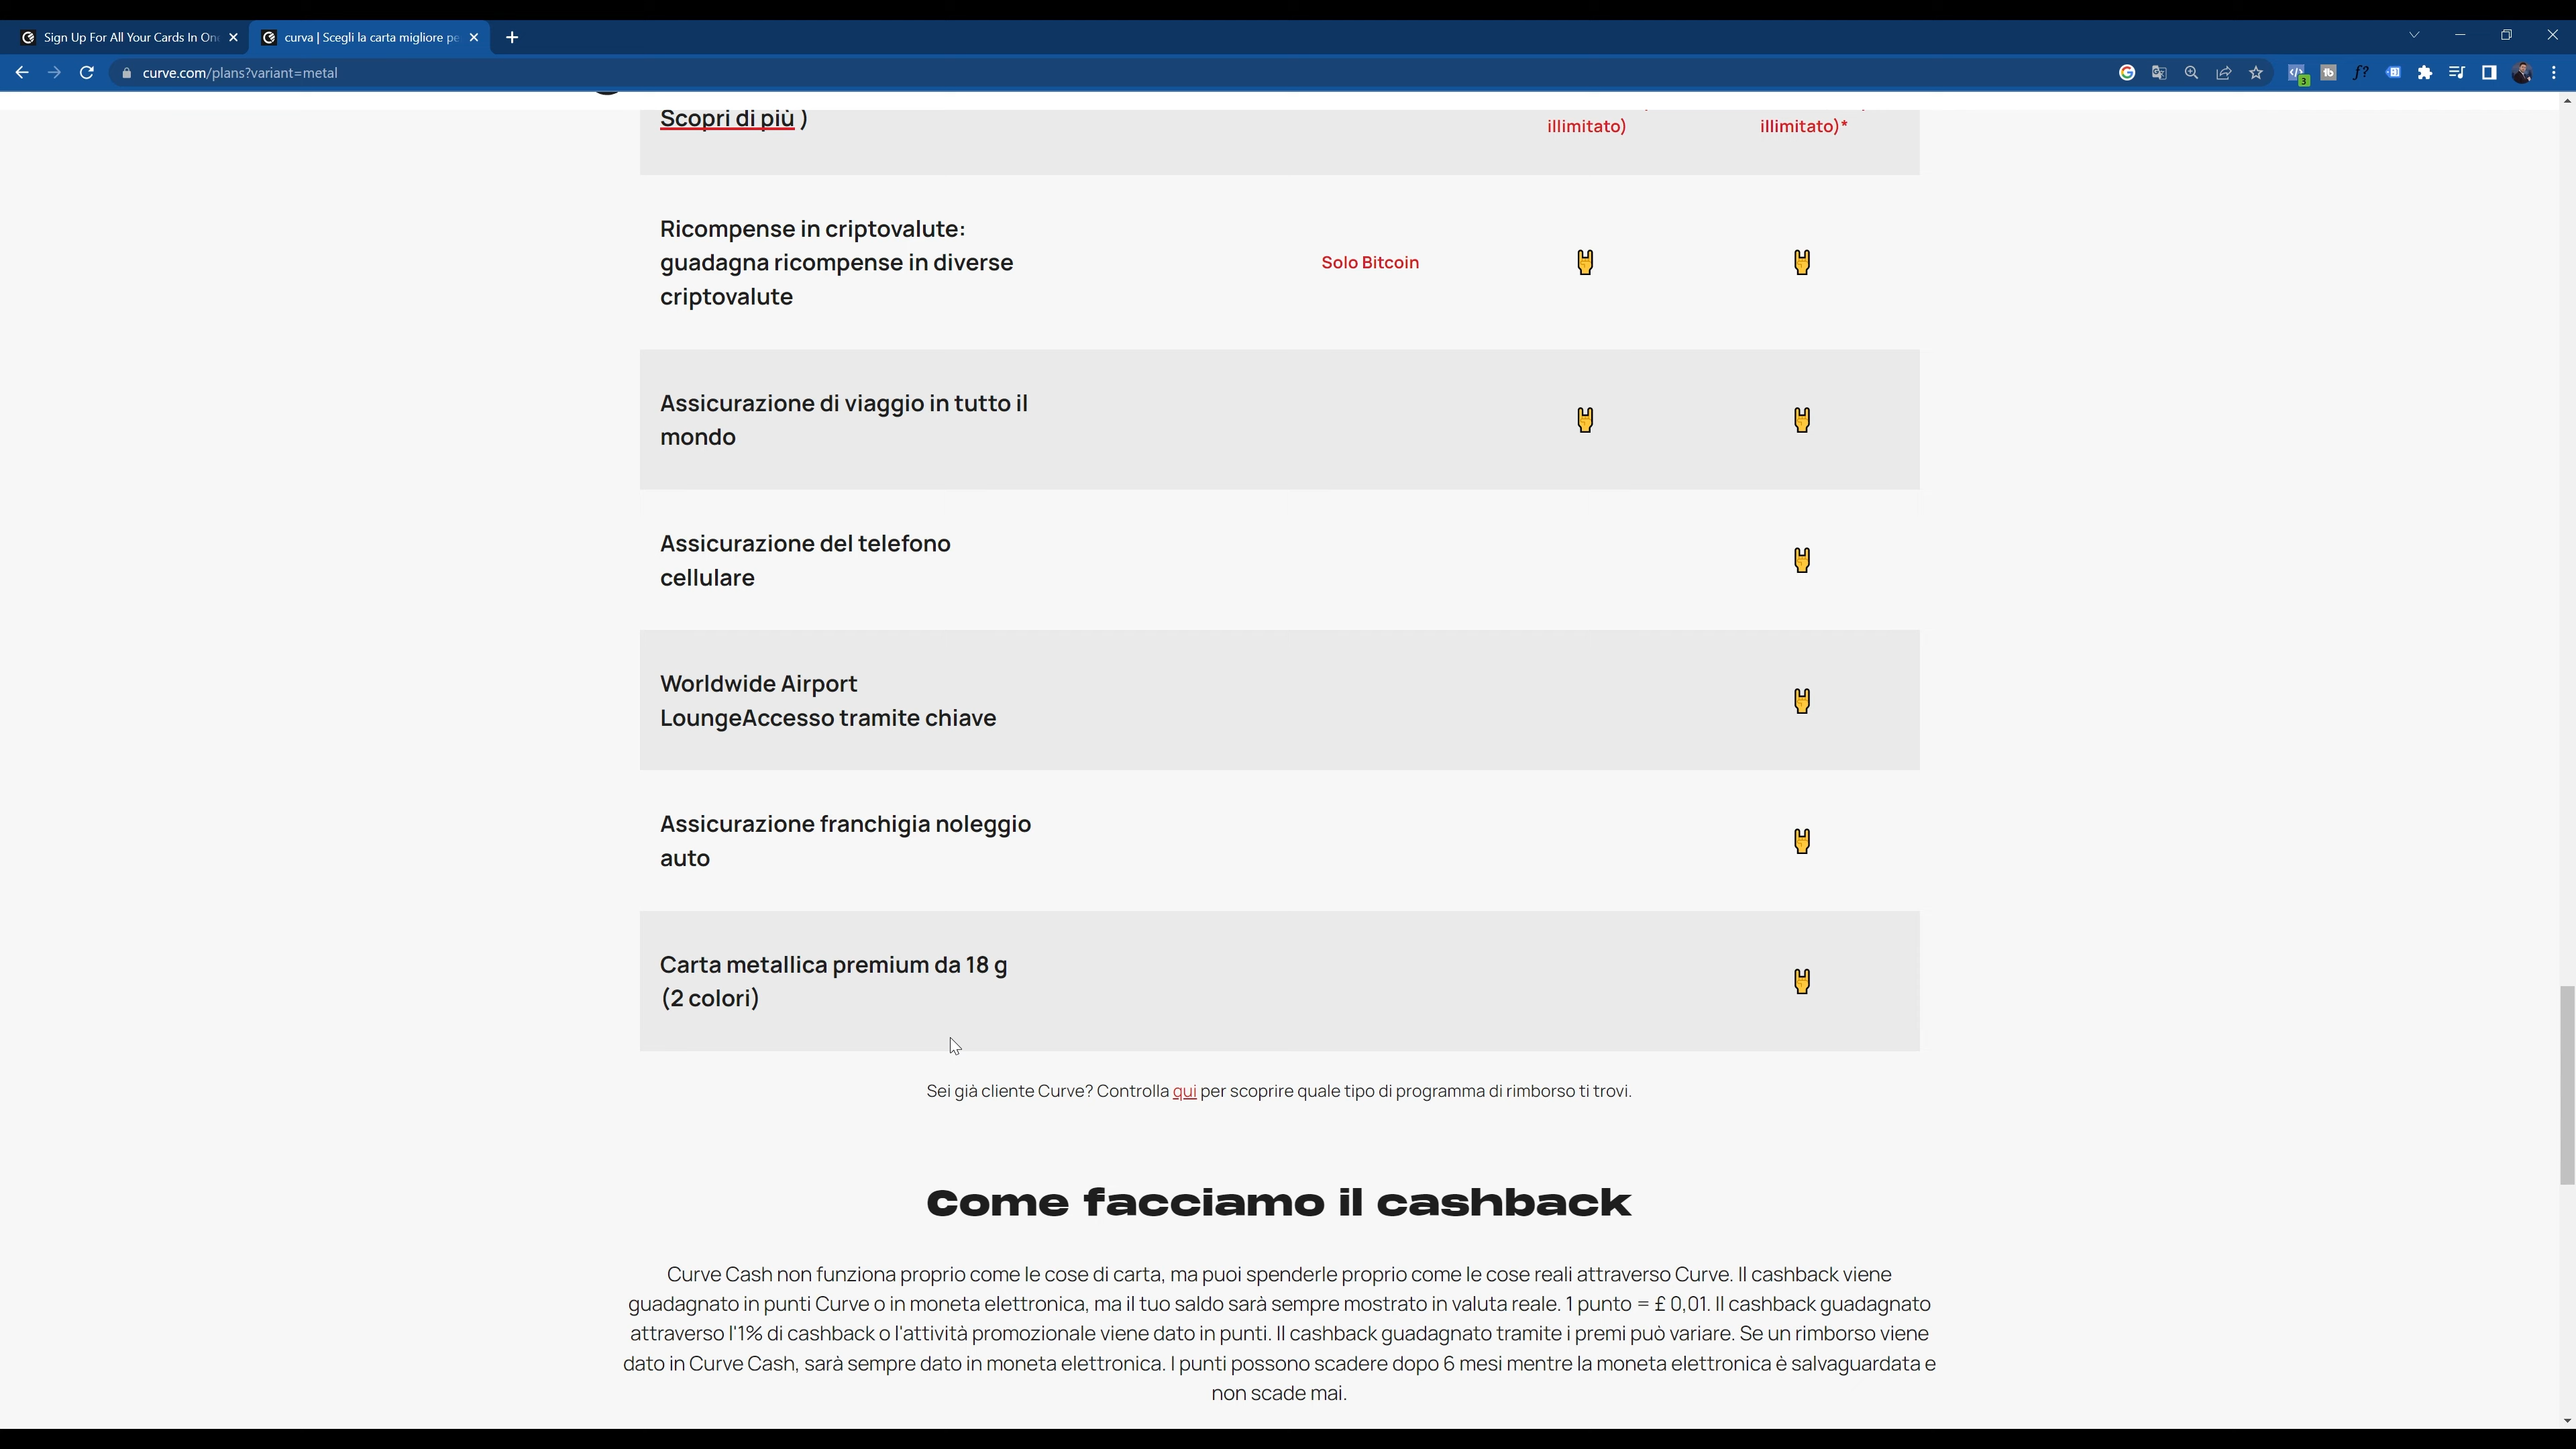 Sign Up For All Your Cards In One
curva | Scegli la carta migliore pe
curve.com/plans?variant=metal
3
Scopri di più )
illimitato)
illimitato)*
Ricompense in criptovalute:
guadagna ricompense in diverse
criptovalute
Solo Bitcoin
Assicurazione di viaggio in tutto il
mondo
Assicurazione del telefono
cellulare
Worldwide Airport
LoungeAccesso tramite chiave
Assicurazione franchigia noleggio
auto
Carta metallica premium da 18 g
(2 colori)
Sei già cliente Curve? Controlla qui per scoprire quale tipo di programma di rimborso ti trovi.
Come facciamo il cashback
Curve Cash non funziona proprio come le cose di carta, ma puoi spenderle proprio come le cose reali attraverso Curve. Il cashback viene
guadagnato in punti Curve o in moneta elettronica, ma il tuo saldo sarà sempre mostrato in valuta reale. 1 punto = £ 0,01. Il cashback guadagnato
attraverso l'1% di cashback o l'attività promozionale viene dato in punti. Il cashback guadagnato tramite i premi può variare. Se un rimborso viene
dato in Curve Cash, sarà sempre dato in moneta elettronica. I punti possono scadere dopo 6 mesi mentre la moneta elettronica è salvaguardata e
non scade mai.